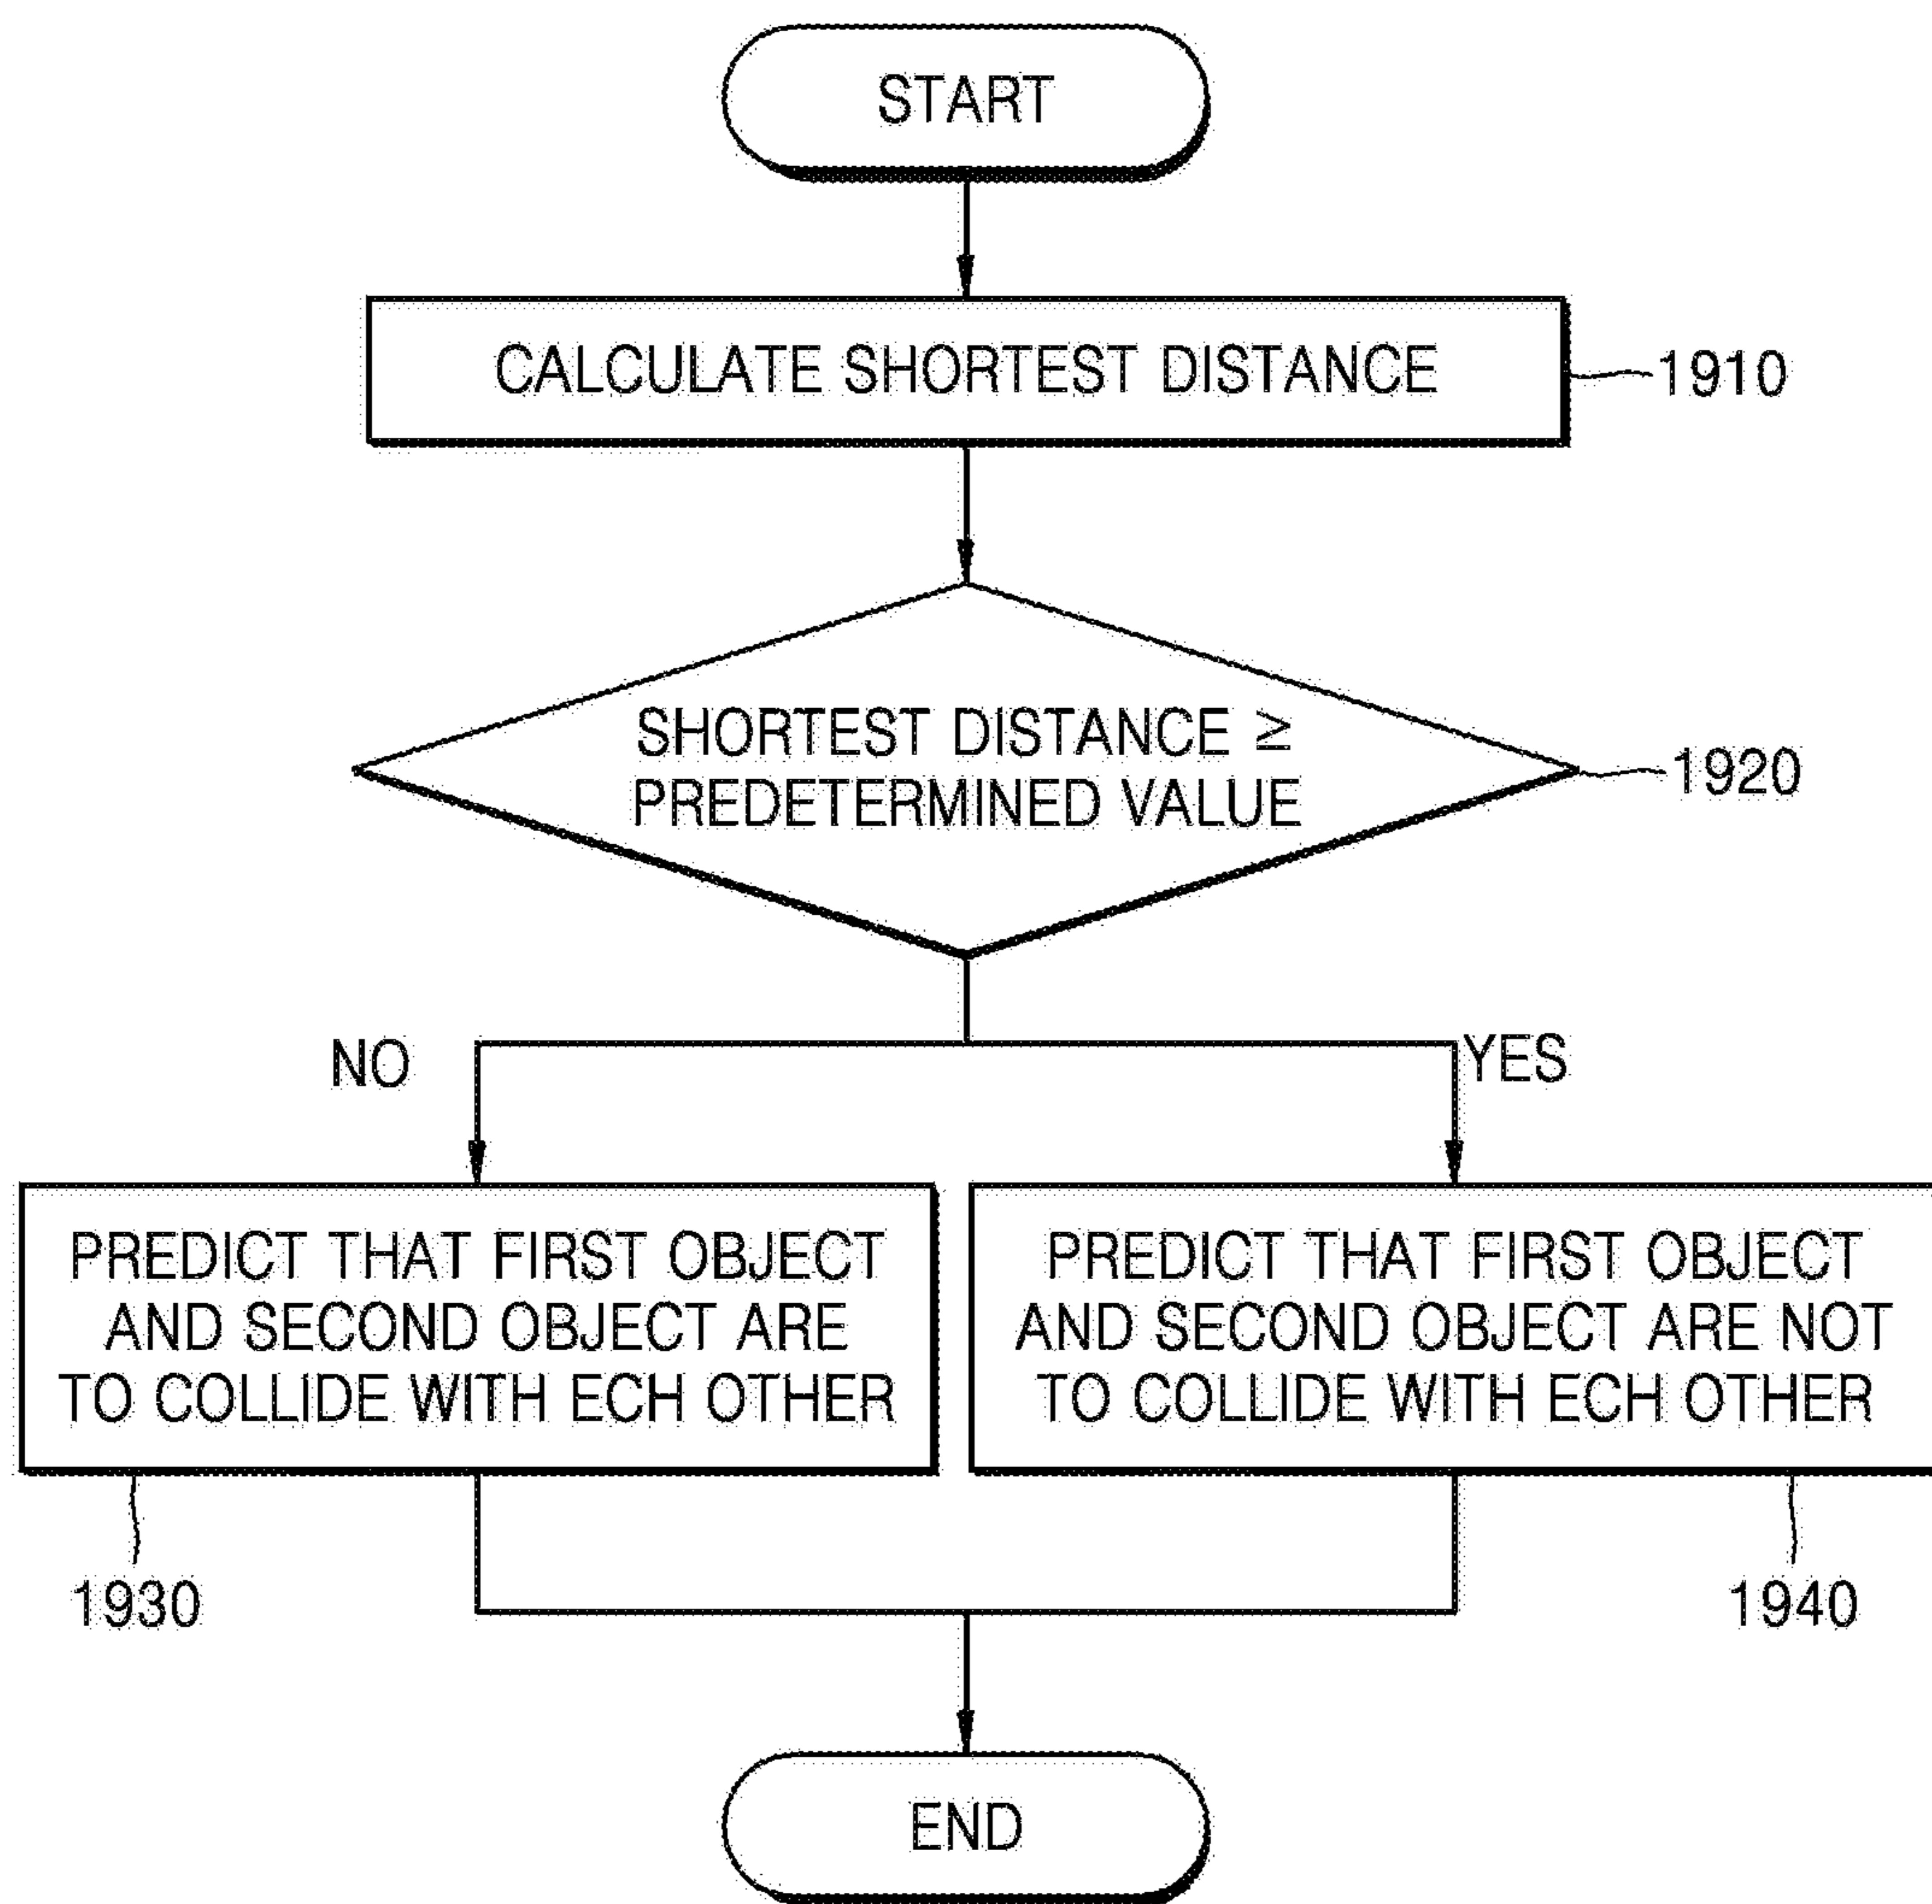 START
CALCULATE SHORTEST DISTANCE
1910
SHORTEST DISTANCE ≥
PREDETERMINED VALUE
1920
NO
YES
PREDICT THAT FIRST OBJECT
AND SECOND OBJECT ARE
TO COLLIDE WITH ECH OTHER
PREDICT THAT FIRST OBJECT
AND SECOND OBJECT ARE NOT
TO COLLIDE WITH ECH OTHER
1930
1940
END